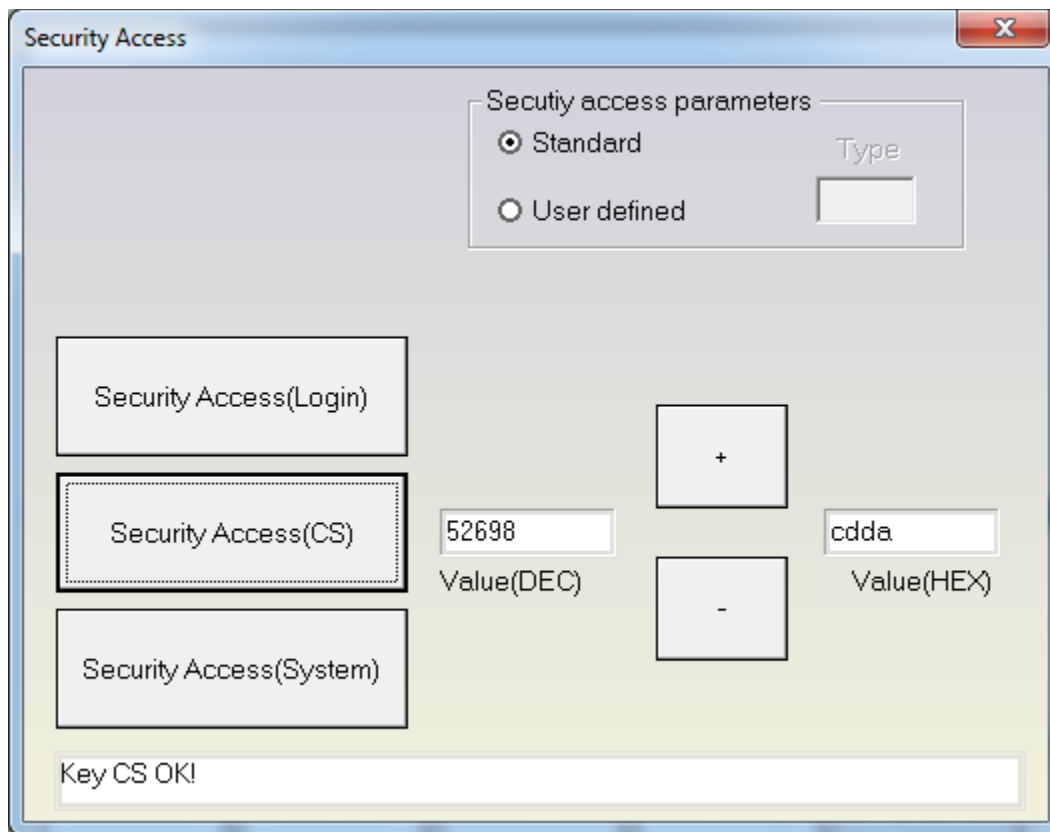 Security Access
Secutiy access parameters
Standard
Type
User defined
Security Access(Login)
+
Security Access(CS)
52698
cdda
Value(DEC)
Value(HEX)
-
Security Access(System)
Key CS OK!